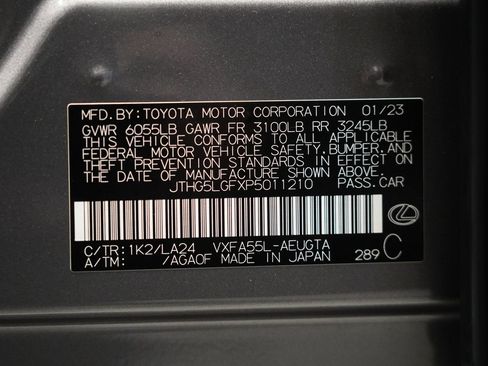 MFD. BY: TOYOTA MOTOR CORPORATION 01/23
GVWR 6055LB GAWR FR 3100LB RR 3245LB
THIS VEHICLE CONFORMS TO ALL APPLICABLE
FEDERAL MOTOR VEHICLE SAFETY, BUMPER, AND
THEFT PREVENTION STANDARDS IN EFFECT ON
THE DATE OF MANUFACTURE SHOWN ABOVE.
JTHG5LGFXP5011210 PASS. CAR
C/TR: 1K2/LA24 VXFA55L-AEUGTA
A/TM: /AGA0F MADE IN JAPAN 289 C